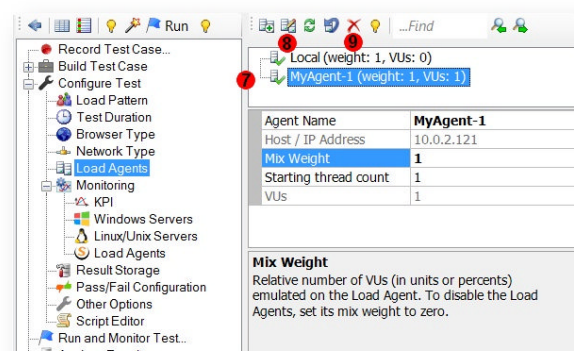 Run
...Find
Record Test Case...
Build Test Case
Configure Test
Load Pattern
Test Duration
Browser Type
Network Type
Load Agents
Monitoring
KPI
Windows Servers
Linux/Unix Servers
Load Agents
Result Storage
Pass/Fail Configuration
Other Options
Script Editor
Run and Monitor Test...
8
9
Local (weight: 1, VUs: 0)
7
MyAgent-1 (weight: 1, VUs: 1)
Agent Name MyAgent-1
Host / IP Address 10.0.2.121
Mix Weight 1
Starting thread count 1
VUs 1
Mix Weight
Relative number of VUs (in units or percents)
emulated on the Load Agent. To disable the Load
Agents, set its mix weight to zero.